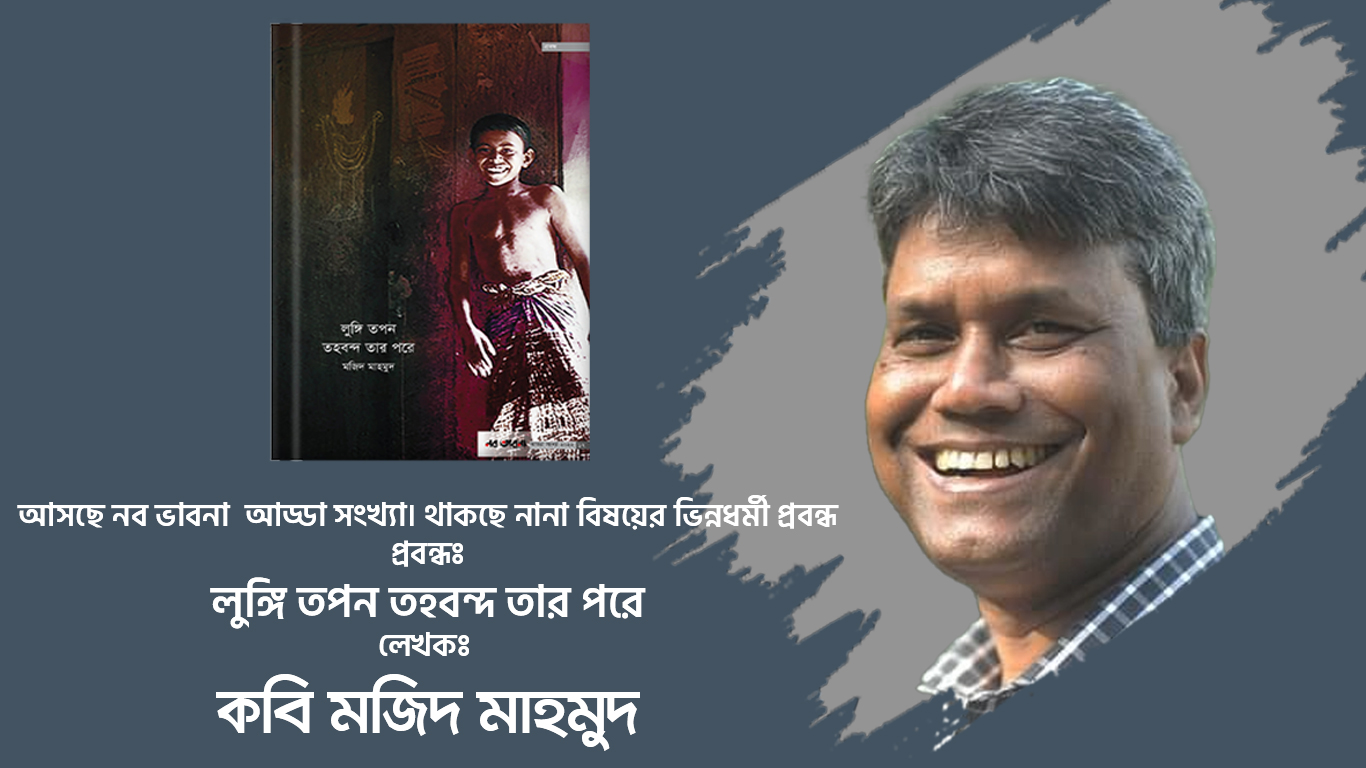 লুঙ্গি তপন
তহবন্দ তার পরে
মজিদ মাহমুদ
আসছে নব ভাবনা আড্ডা সংখ্যা। থাকছে নানা বিষয়ের ভিন্নধর্মী প্রবন্ধ
প্রবন্ধঃ
লুঙ্গি তপন তহবন্দ তার পরে
লেখকঃ
কবি মজিদ মাহমুদ